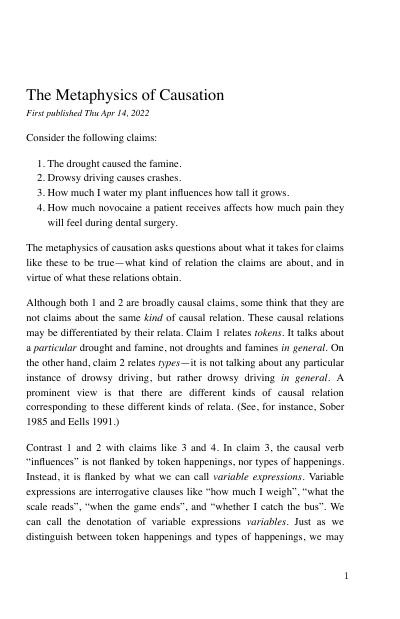 The Metaphysics of Causation
First published Thu Apr 14, 2022
Consider the following claims:
1. The drought caused the famine.
2. Drowsy driving causes crashes.
3. How much I water my plant influences how tall it grows.
4. How much novocaine a patient receives affects how much pain they
will feel during dental surgery.
The metaphysics of causation asks questions about what it takes for claims
like these to be true—what kind of relation the claims are about, and in
virtue of what these relations obtain.
Although both 1 and 2 are broadly causal claims, some think that they are
not claims about the same kind of causal relation. These causal relations
may be differentiated by their relata. Claim 1 relates tokens. It talks about
a particular drought and famine, not droughts and famines in general. On
the other hand, claim 2 relates types—it is not talking about any particular
instance of drowsy driving, but rather drowsy driving in general. A
prominent view is that there are different kinds of causal relation
corresponding to these different kinds of relata. (See, for instance, Sober
1985 and Eells 1991.)
Contrast 1 and 2 with claims like 3 and 4. In claim 3, the causal verb
“influences” is not flanked by token happenings, nor types of happenings.
Instead, it is flanked by what we can call variable expressions. Variable
expressions are interrogative clauses like “how much I weigh”, “what the
scale reads”, “when the game ends”, and “whether I catch the bus”. We
can call the denotation of variable expressions variables. Just as we
distinguish between token happenings and types of happenings, we may
1